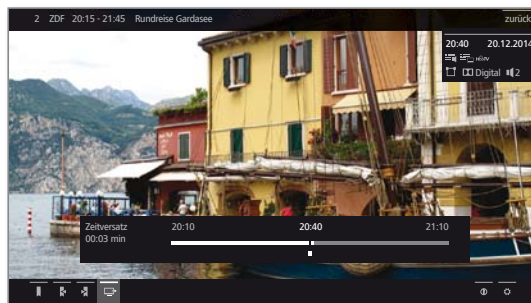 2 ZDF 20:15 - 21:45 Rundreise Gardasee zurück
20:40 20.12.2014
HDTV
Digital 2
Zeitversatz 20:10 20:40 21:10
00:03 min